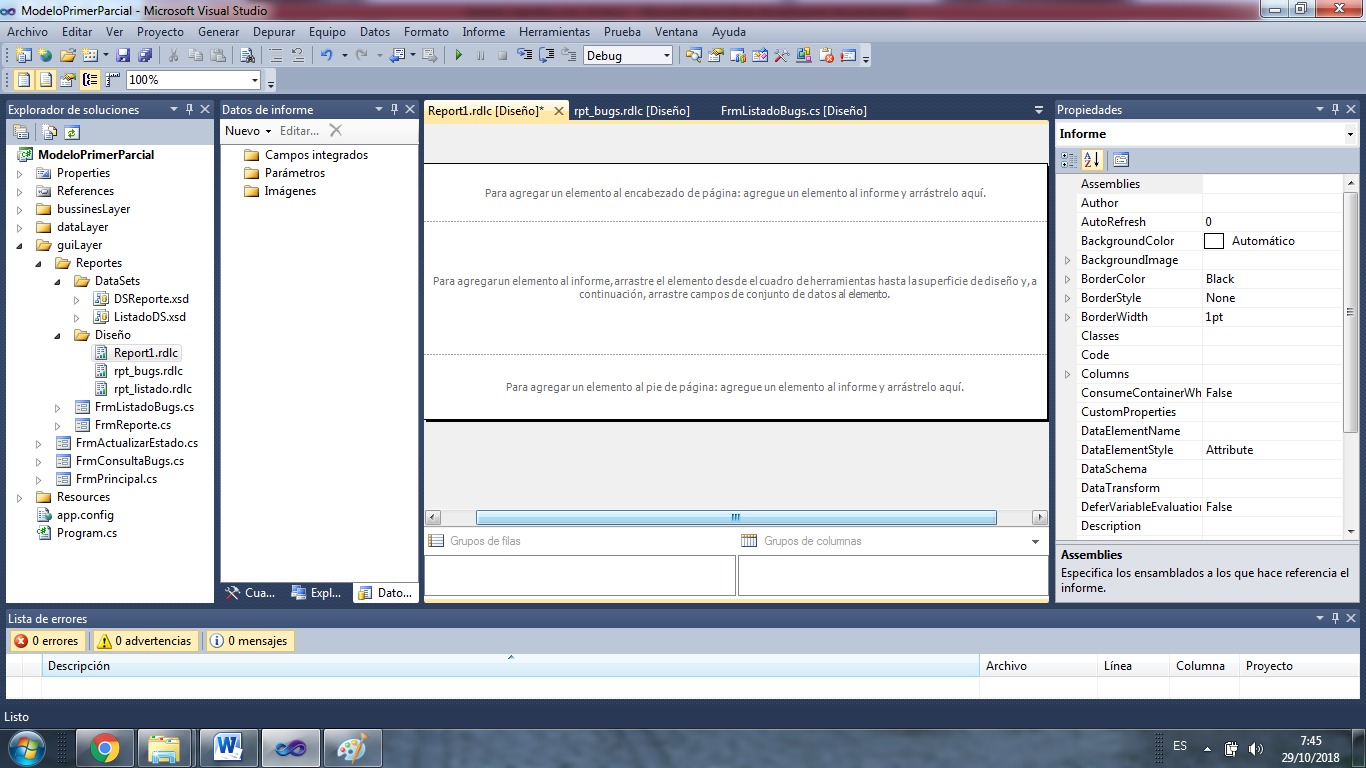 ModeloPrimerParcial - Microsoft Visual Studio
Archivo Editar Ver Proyecto Generar Depurar Equipo Datos Formato Informe Herramientas Prueba Ventana Ayuda
Debug
100%
Explorador de soluciones
ModeloPrimerParcial
Properties
References
bussinesLayer
dataLayer
guiLayer
Reportes
DataSets
DSReporte.xsd
ListadoDS.xsd
Diseño
Report1.rdlc
rpt_bugs.rdlc
rpt_listado.rdlc
FrmListadoBugs.cs
FrmReporte.cs
FrmActualizarEstado.cs
FrmConsultaBugs.cs
FrmPrincipal.cs
Resources
app.config
Program.cs
Datos de informe
Nuevo Editar...
Campos integrados
Parámetros
Imágenes
Cua... Expl... Dato...
Report1.rdlc [Diseño]* rpt_bugs.rdlc [Diseño] FrmListadoBugs.cs [Diseño]
Para agregar un elemento al encabezado de página: agregue un elemento al informe y arrástrelo aquí.
Para agregar un elemento al informe, arrastre el elemento desde el cuadro de herramientas hasta la superficie de diseño y, a
continuación, arrastre campos de conjunto de datos al elemento.
Para agregar un elemento al pie de página: agregue un elemento al informe y arrástrelo aquí.
Grupos de filas Grupos de columnas
Propiedades
Informe
Assemblies
Author
AutoRefresh 0
BackgroundColor Automático
BackgroundImage
BorderColor Black
BorderStyle None
BorderWidth 1pt
Classes
Code
Columns
ConsumeContainerWh False
CustomProperties
DataElementName
DataElementStyle Attribute
DataSchema
DataTransform
DeferVariableEvaluation False
Description
Assemblies
Especifica los ensamblados a los que hace referencia el
informe.
Lista de errores
0 errores 0 advertencias 0 mensajes
Descripción Archivo Línea Columna Proyecto
Listo
ES
7:45
29/10/2018